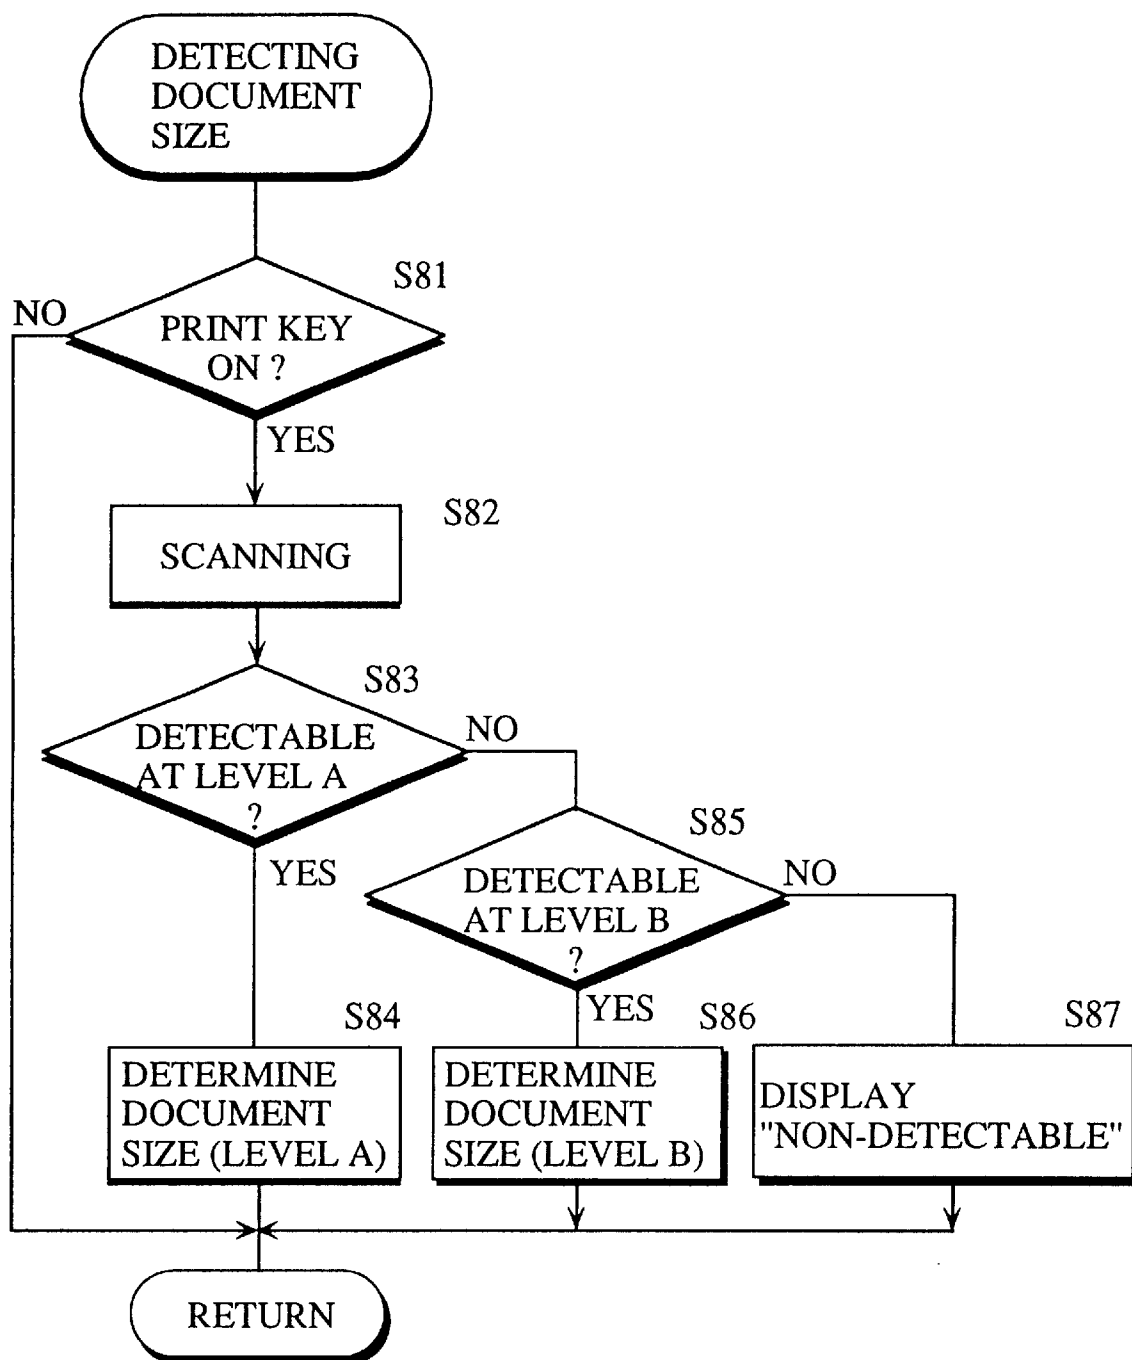 DETECTING
DOCUMENT
SIZE
S81
NO
PRINT KEY
ON ?
YES
S82
SCANNING
S83
DETECTABLE
AT LEVEL A
?
NO
YES
S85
DETECTABLE
AT LEVEL B
?
NO
YES
S84
DETERMINE
DOCUMENT
SIZE (LEVEL A)
S86
DETERMINE
DOCUMENT
SIZE (LEVEL B)
S87
DISPLAY
"NON-DETECTABLE"
RETURN